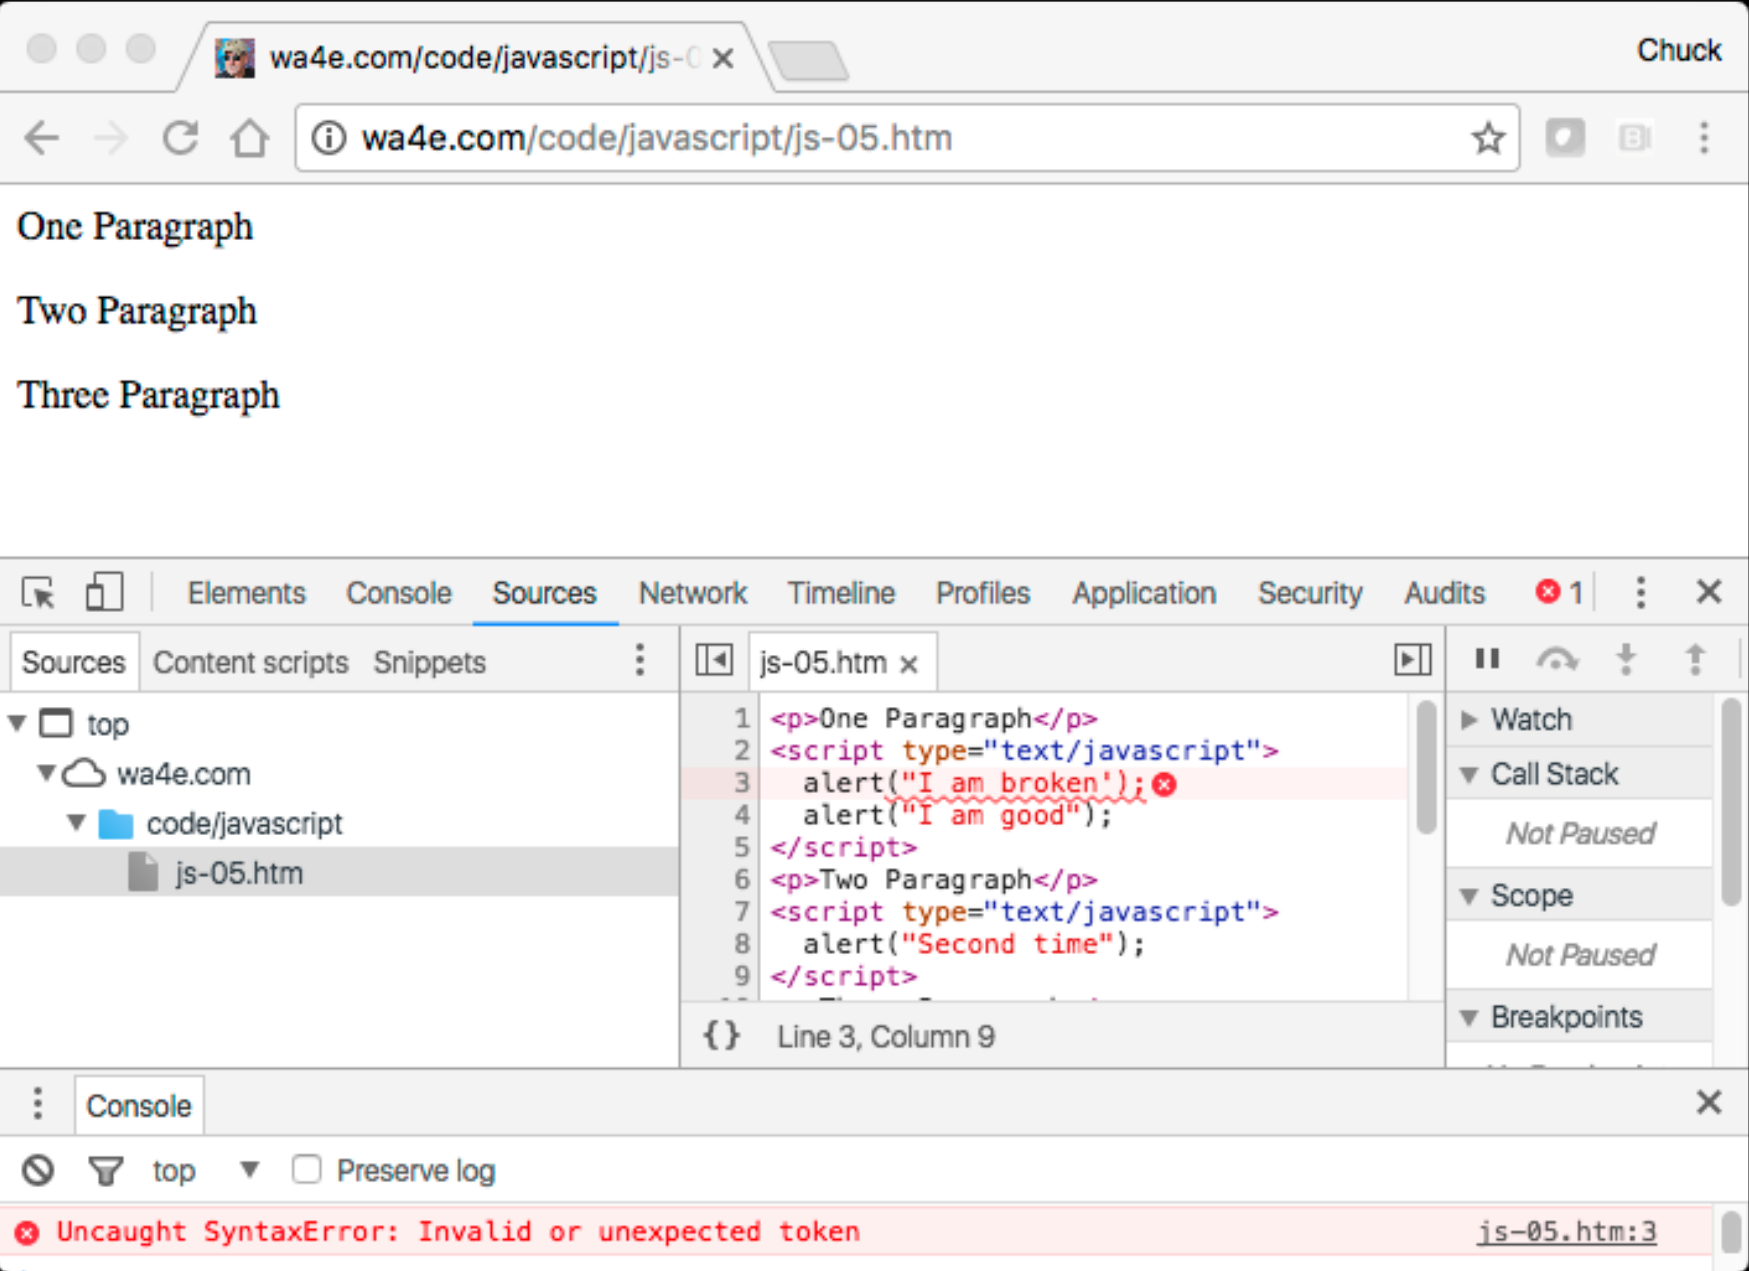 wa4e.com/code/javascript/js-0
Chuck
wa4e.com/code/javascript/js-05.htm
One Paragraph
Two Paragraph
Three Paragraph
Elements Console Sources Network Timeline Profiles Application Security Audits 1
Sources Content scripts Snippets
js-05.htm
top
wa4e.com
code/javascript
js-05.htm
1 <p>One Paragraph</p>
2 <script type="text/javascript">
3   alert("I am broken');
4   alert("I am good");
5 </script>
6 <p>Two Paragraph</p>
7 <script type="text/javascript">
8   alert("Second time");
9 </script>
{} Line 3, Column 9
Watch
Call Stack
Not Paused
Scope
Not Paused
Breakpoints
Console
top Preserve log
Uncaught SyntaxError: Invalid or unexpected token js-05.htm:3